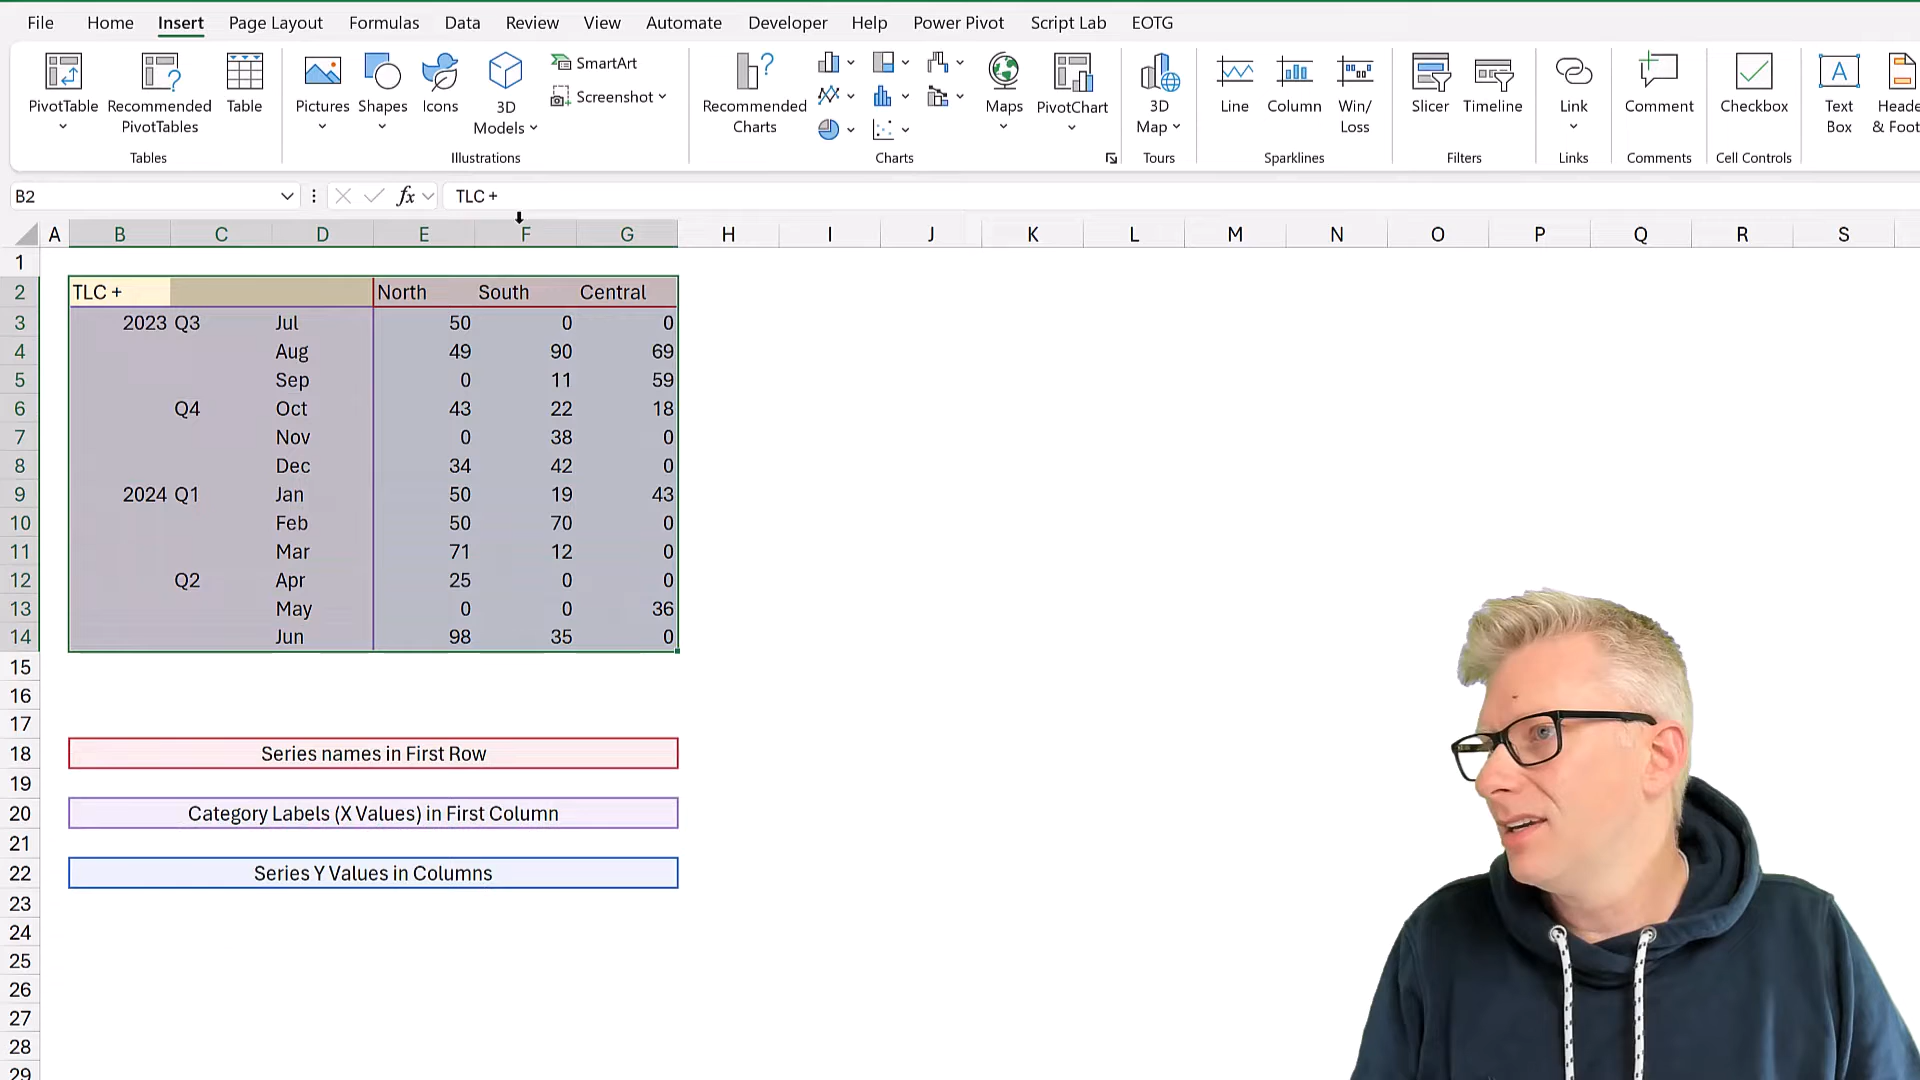 File Home Insert Page Layout Formulas Data Review View Automate Developer Help Power Pivot Script Lab EOTG
PivotTable
Recommended
PivotTables
Table
Tables
Pictures
Shapes
Icons
3D
Models
SmartArt
Screenshot
Illustrations
Recommended
Charts
Maps
PivotChart
Charts
3D
Map
Tours
Line
Column
Win/
Loss
Sparklines
Slicer
Timeline
Filters
Link
Links
Comment
Comments
Checkbox
Cell Controls
Text
Box
Heade
& Foot
B2 fx TLC +
A B C D E F G H I J K L M N O P Q R S
1
2 TLC + North South Central
3 2023 Q3 Jul 50 0 0
4 Aug 49 90 69
5 Sep 0 11 59
6 Q4 Oct 43 22 18
7 Nov 0 38 0
8 Dec 34 42 0
9 2024 Q1 Jan 50 19 43
10 Feb 50 70 0
11 Mar 71 12 0
12 Q2 Apr 25 0 0
13 May 0 0 36
14 Jun 98 35 0
15
16
17
18 Series names in First Row
19
20 Category Labels (X Values) in First Column
21
22 Series Y Values in Columns
23
24
25
26
27
28
29